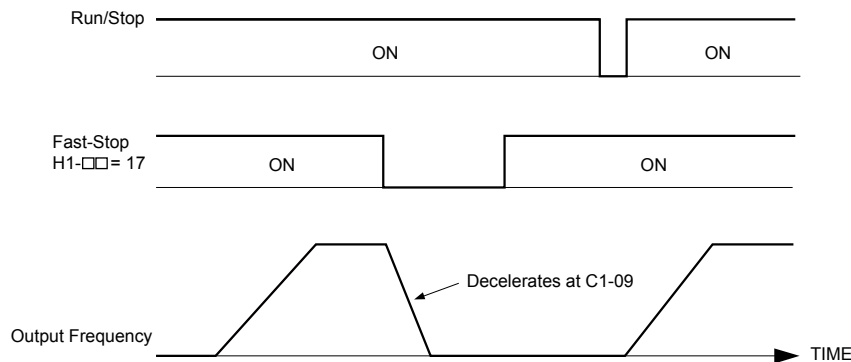 Run/Stop
ON
ON
Fast-Stop
H1-□□= 17
ON
ON
Decelerates at C1-09
Output Frequency
TIME